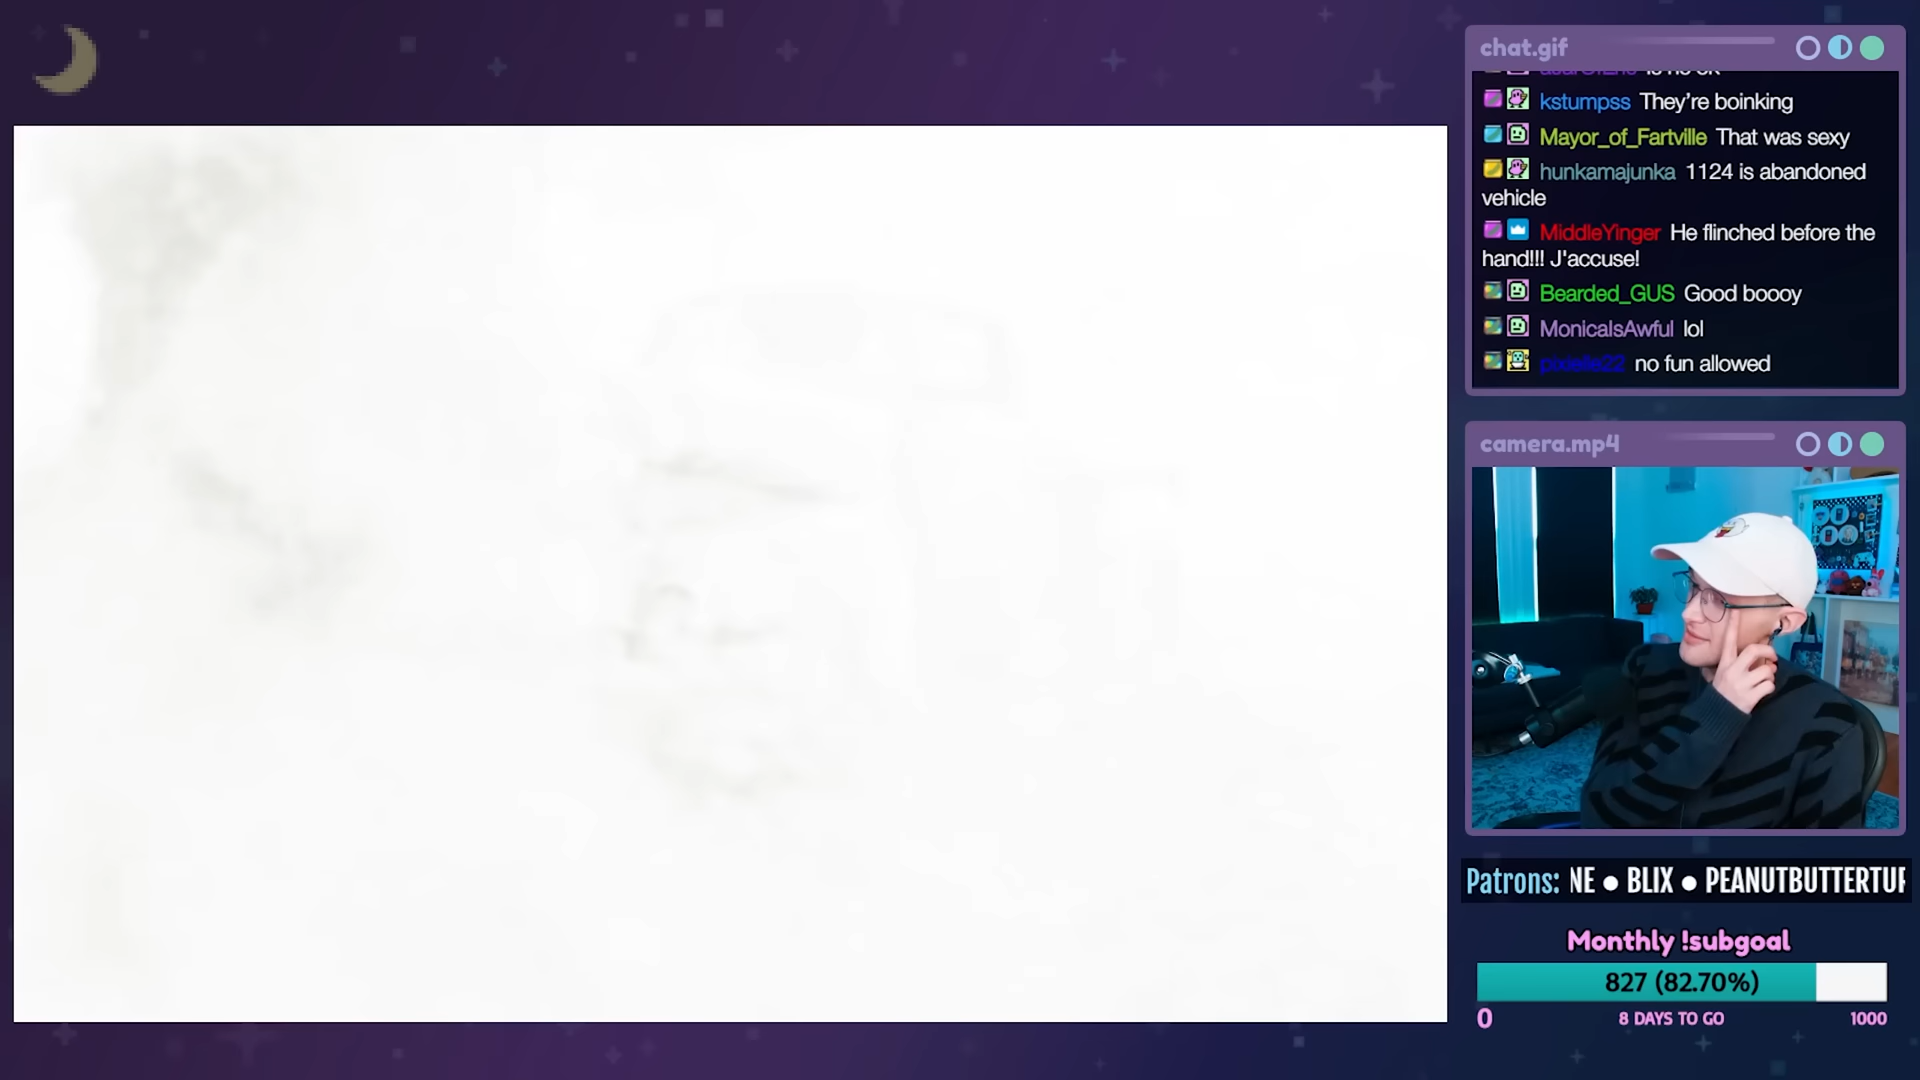 chat.gif
kstumpss They’re boinking
Mayor_of_Fartville That was sexy
hunkamajunka 1124 is abandoned
vehicle
MiddleYinger He flinched before the
hand!!! J'accuse!
Bearded_GUS Good boooy
MonicaIsAwful lol
pixielle22 no fun allowed
camera.mp4
Patrons: NE ● BLIX ● PEANUTBUTTERTUR
Monthly !subgoal
827 (82.70%)
0 8 DAYS TO GO 1000